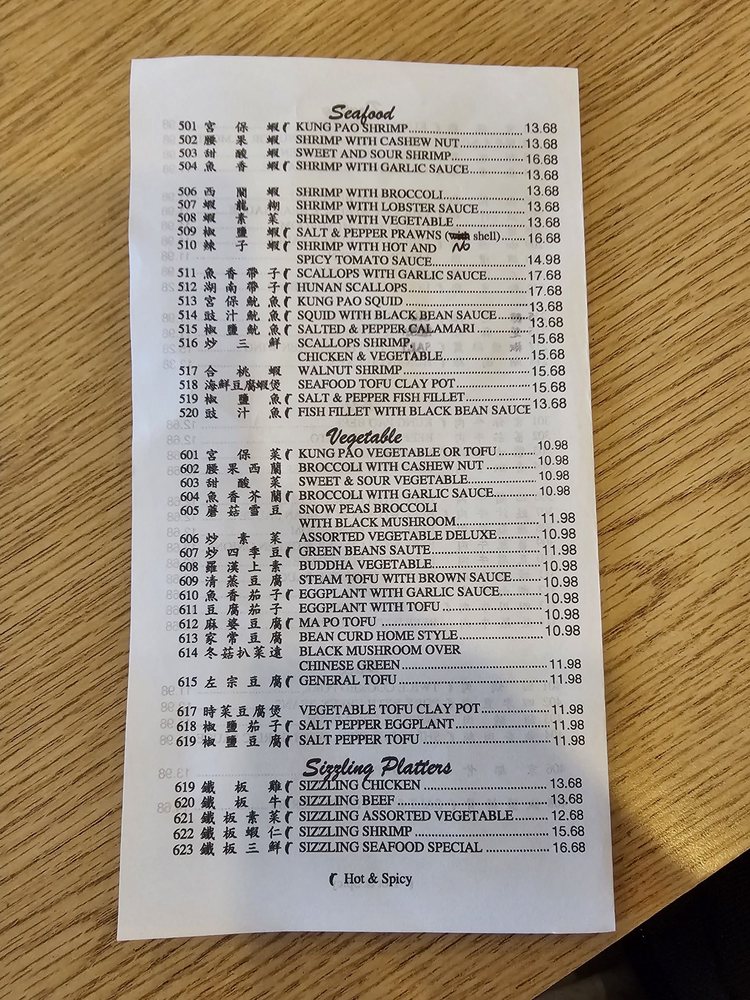 Seafood
501 宮保蝦 KUNG PAO SHRIMP 13.68
502 腰果蝦 SHRIMP WITH CASHEW NUT 13.68
503 甜酸蝦 SWEET AND SOUR SHRIMP 16.68
504 魚香蝦 SHRIMP WITH GARLIC SAUCE 13.68
506 西蘭蝦 SHRIMP WITH BROCCOLI 13.68
507 蝦龍糊 SHRIMP WITH LOBSTER SAUCE 13.68
508 蝦素菜 SHRIMP WITH VEGETABLE 13.68
509 椒鹽蝦 SALT & PEPPER PRAWNS (with shell) 16.68
NO
510 辣子蝦 SHRIMP WITH HOT AND
SPICY TOMATO SAUCE 14.98
511 魚香帶子 SCALLOPS WITH GARLIC SAUCE 17.68
512 湖南帶子 HUNAN SCALLOPS 17.68
513 宮保魷魚 KUNG PAO SQUID 13.68
514 豉汁魷魚 SQUID WITH BLACK BEAN SAUCE 13.68
515 椒鹽魷魚 SALTED & PEPPER CALAMARI 15.68
516 炒三鮮 SCALLOPS SHRIMP,
CHICKEN & VEGETABLE 15.68
517 合桃蝦 WALNUT SHRIMP 15.68
518 海鮮豆腐蝦煲 SEAFOOD TOFU CLAY POT 15.68
519 椒鹽魚 SALT & PEPPER FISH FILLET 13.68
520 豉汁魚 FISH FILLET WITH BLACK BEAN SAUCE
Vegetable
601 宮保菜 KUNG PAO VEGETABLE OR TOFU 10.98
602 腰果西蘭 BROCCOLI WITH CASHEW NUT 10.98
603 甜酸菜 SWEET & SOUR VEGETABLE 10.98
604 魚香芥蘭 BROCCOLI WITH GARLIC SAUCE 10.98
605 蘑菇雪豆 SNOW PEAS BROCCOLI
WITH BLACK MUSHROOM 11.98
606 炒素菜 ASSORTED VEGETABLE DELUXE 10.98
607 炒四季豆 GREEN BEANS SAUTE 11.98
608 羅漢上素 BUDDHA VEGETABLE 10.98
609 清蒸豆腐 STEAM TOFU WITH BROWN SAUCE 10.98
610 魚香茄子 EGGPLANT WITH GARLIC SAUCE 10.98
611 豆腐茄子 EGGPLANT WITH TOFU 10.98
612 麻婆豆腐 MA PO TOFU 10.98
613 家常豆腐 BEAN CURD HOME STYLE
614 冬菇扒菜遠 BLACK MUSHROOM OVER
CHINESE GREEN 11.98
615 左宗豆腐 GENERAL TOFU 11.98
617 時菜豆腐煲 VEGETABLE TOFU CLAY POT 11.98
618 椒鹽茄子 SALT PEPPER EGGPLANT 11.98
619 椒鹽豆腐 SALT PEPPER TOFU 11.98
Sizzling Platters
619 鐵板雞 SIZZLING CHICKEN 13.68
620 鐵板牛 SIZZLING BEEF 13.68
621 鐵板素菜 SIZZLING ASSORTED VEGETABLE 12.68
622 鐵板蝦仁 SIZZLING SHRIMP 15.68
623 鐵板三鮮 SIZZLING SEAFOOD SPECIAL 16.68
Hot & Spicy